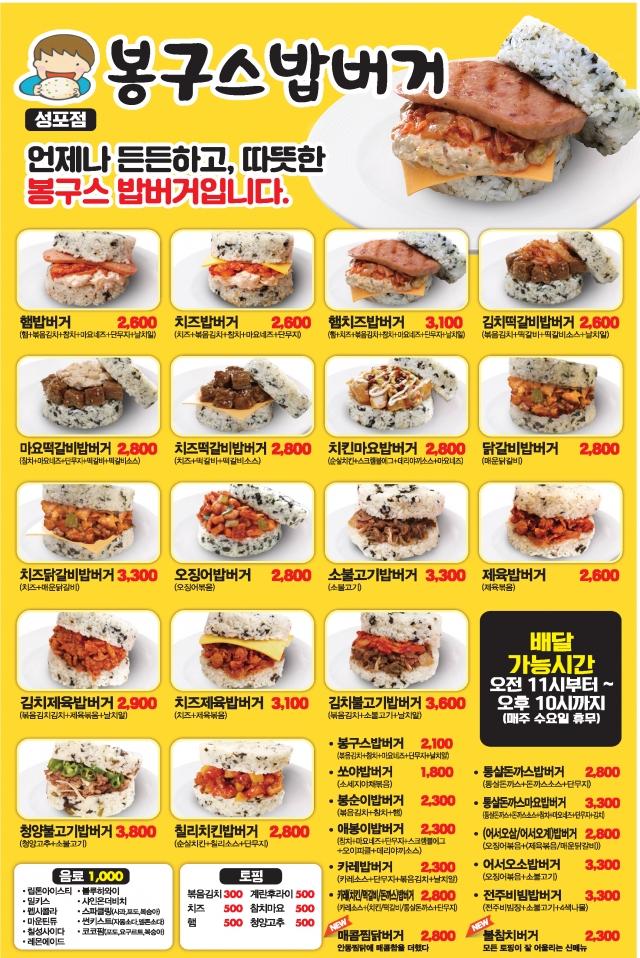 봉구스밥버거
성포점
언제나 든든하고, 따뜻한
봉구스 밥버거입니다.
햄밥버거 2,600
(햄+볶음김치+참치+마요네즈+단무지+날치알)
치즈밥버거 2,600
(치즈+볶음김치+참치+마요네즈+단무지)
햄치즈밥버거 3,100
(햄+치즈+볶음김치+참치+마요네즈+단무지+날치알)
김치떡갈비밥버거 2,600
(볶음김치+떡갈비+떡갈비소스+날치알)
마요떡갈비밥버거 2,800
(참치+마요네즈+단무지+떡갈비+떡갈비소스)
치즈떡갈비밥버거 2,800
(치즈+떡갈비+떡갈비소스)
치킨마요밥버거 2,800
(순살치킨+스크램블에그+데리야끼소스+마요네즈)
닭갈비밥버거 2,800
(매운닭갈비)
치즈닭갈비밥버거 3,300
(치즈+매운닭갈비)
오징어밥버거 2,800
(오징어볶음)
소불고기밥버거 3,300
(소불고기)
제육밥버거 2,600
(제육볶음)
김치제육밥버거 2,900
(볶음김치김치+제육볶음+날치알)
치즈제육밥버거 3,100
(치즈+제육볶음)
김치불고기밥버거 3,600
(볶음김치+소불고기+날치알)
배달
가능시간
오전 11시부터 ~
오후 10시까지
(매주 수요일 휴무)
청양불고기밥버거 3,800
(청양고추+소불고기)
칠리치킨밥버거 2,800
(순살치킨+칠리소스+단무지)
• 봉구스밥버거 2,100
(볶음김치+참치+마요네즈+단무지+날치알)
• 쏘야밥버거 1,800
(소세지야채볶음)
• 봉순이밥버거 2,300
(볶음김치+참치+햄)
• 애봉이밥버거 2,300
(참치+마요네즈+단무지+스크램블에그
+오이피클+데리야끼소스)
• 카레밥버거 2,300
(카레소스+단무지+볶음김치+날치알)
• 카레(치킨/떡갈비/돈까스)밥버거 2,800
(카레소스+(치킨/떡갈비/통살돈까스+단무지)
NEW
• 매콤찜닭버거 2,800
안동찜닭에 매콤함을 더했다
• 통살돈까스밥버거 2,800
(통살돈까스+돈까스소스+단무지)
• 통살돈까스마요밥버거 3,300
(통살돈까스+돈까스소스+참치+마요네즈+단무지+김치)
• (어서오삼/어서오계)밥버거 2,800
(오징어볶음+(제육볶음/매운닭갈비))
• 어서오소밥버거 3,300
(오징어볶음+소불고기)
• 전주비빔밥버거 3,300
(전주비빔장+소불고기+4색나물)
NEW
• 불참치버거 2,300
모든 토핑이 잘 어울리는 신메뉴
음료 1,000
• 립톤아이스티
• 밀키스
• 펩시콜라
• 마운틴듀
• 칠성사이다
• 레몬에이드
• 블루하와이
• 샤인온더비치
• 스파클링(사과,포도,복숭아)
• 썬키스트(자몽소다,멜론소다)
• 코코팜(포도,요구르트,복숭아)
토핑
볶음김치 300 계란후라이 500
치즈 500 참치마요 500
햄 500 청양고추 500